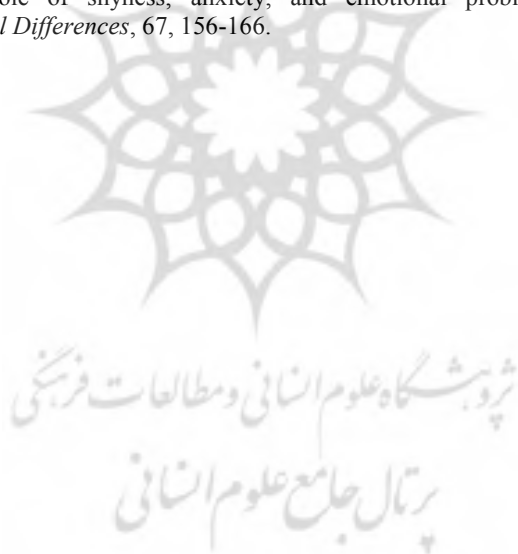 role of shyness, anxiety, and emotional prob
l Differences, 67, 156-166.
پژوهشگاه علوم انسانی و مطالعات فرهنگی
پرتال جامع علوم انسانی